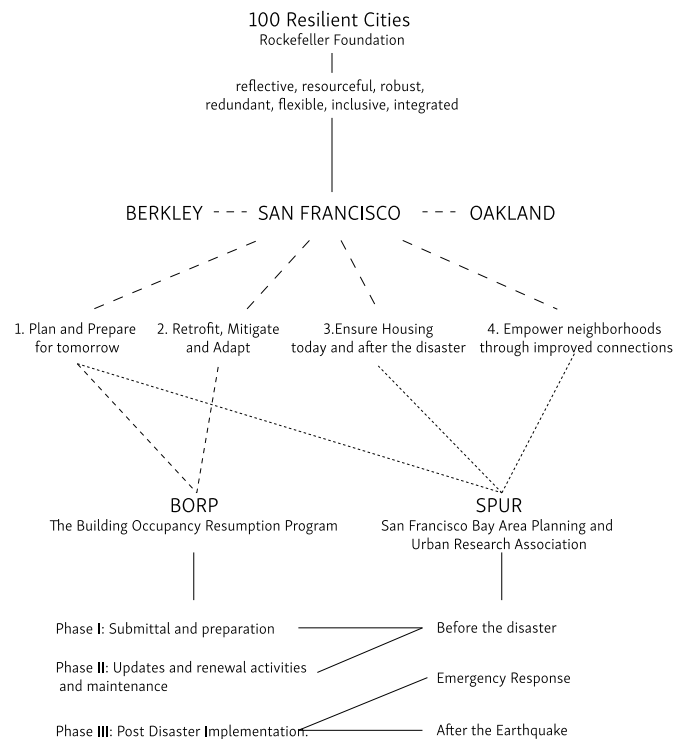 100 Resilient Cities
Rockefeller Foundation
reflective, resourceful, robust,
redundant, flexible, inclusive, integrated
BERKLEY --- SAN FRANCISCO --- OAKLAND
1. Plan and Prepare
for tomorrow
2. Retrofit, Mitigate
and Adapt
3.Ensure Housing
today and after the disaster
4. Empower neighborhoods
through improved connections
BORP
The Building Occupancy Resumption Program
SPUR
San Francisco Bay Area Planning and
Urban Research Association
Phase I: Submittal and preparation
Phase II: Updates and renewal activities
and maintenance
Phase III: Post Disaster Implementation.
Before the disaster
Emergency Response
After the Earthquake